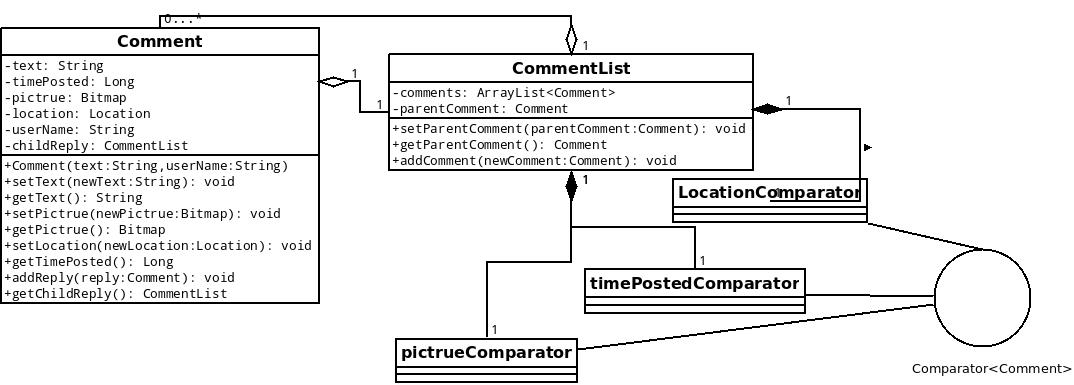 0...*
Comment
-text: String
-timePosted: Long
-pictrue: Bitmap
-location: Location
-userName: String
-childReply: CommentList
+Comment(text:String,userName:String)
+setText(newText:String): void
+getText(): String
+setPictrue(newPictrue:Bitmap): void
+getPictrue(): Bitmap
+setLocation(newLocation:Location): void
+getTimePosted(): Long
+addReply(reply:Comment): void
+getChildReply(): CommentList
1
1
1
CommentList
-comments: ArrayList<Comment>
-parentComment: Comment
+setParentComment(parentComment:Comment): void
+getParentComment(): Comment
+addComment(newComment:Comment): void
1
1
LocationComparator
1
1
timePostedComparator
1
pictrueComparator
Comparator<Comment>